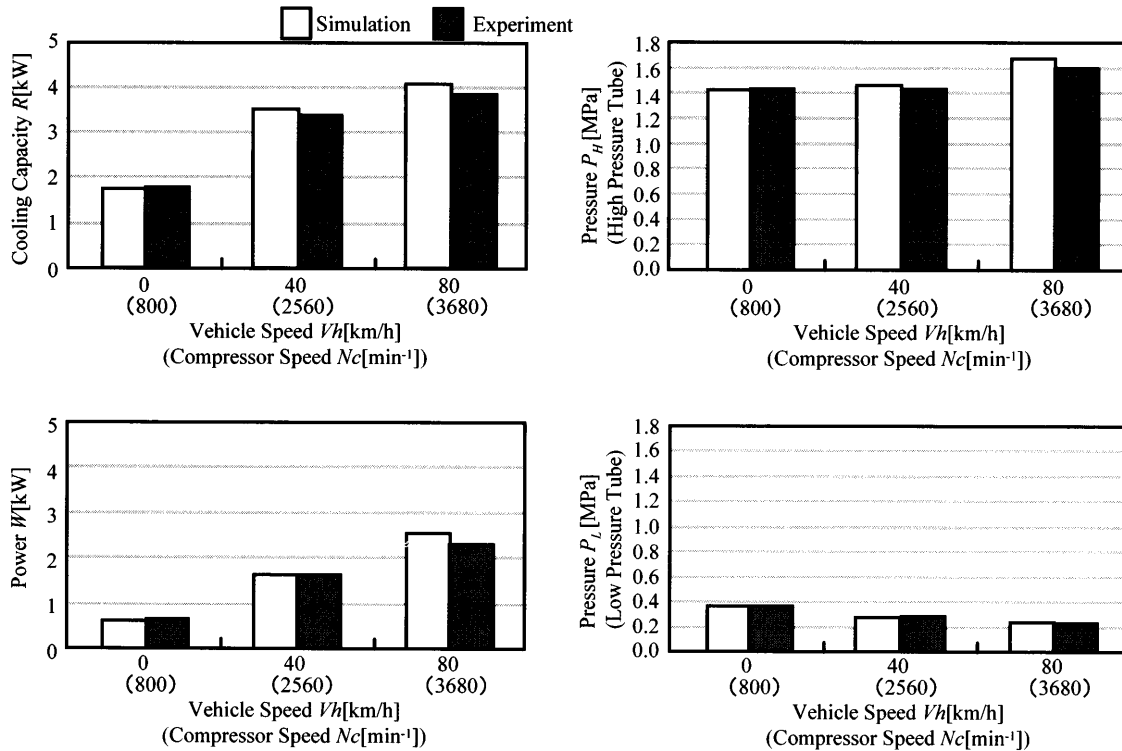 Simulation Experiment
Cooling Capacity R[kW]
5
4
3
2
1
0
0 40 80
(800) (2560) (3680)
Vehicle Speed Vh[km/h]
(Compressor Speed Nc[min-1])
Pressure PH[MPa]
(High Pressure Tube)
1.8
1.6
1.4
1.2
1.0
0.8
0.6
0.4
0.2
0.0
0 40 80
(800) (2560) (3680)
Vehicle Speed Vh[km/h]
(Compressor Speed Nc[min-1])
Power W[kW]
5
4
3
2
1
0
0 40 80
(800) (2560) (3680)
Vehicle Speed Vh[km/h]
(Compressor Speed Nc[min-1])
Pressure PL[MPa]
(Low Pressure Tube)
1.8
1.6
1.4
1.2
1.0
0.8
0.6
0.4
0.2
0.0
0 40 80
(800) (2560) (3680)
Vehicle Speed Vh[km/h]
(Compressor Speed Nc[min-1])